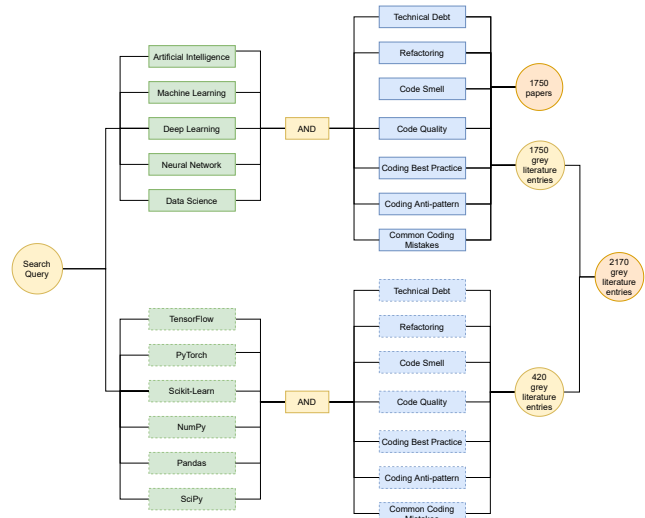 Search
Query
Artificial Intelligence
Machine Learning
Deep Learning
Neural Network
Data Science
AND
Technical Debt
Refactoring
Code Smell
Code Quality
Coding Best Practice
Coding Anti-pattern
Common Coding
Mistakes
1750
papers
1750
grey
literature
entries
TensorFlow
PyTorch
Scikit-Learn
NumPy
Pandas
SciPy
AND
Technical Debt
Refactoring
Code Smell
Code Quality
Coding Best Practice
Coding Anti-pattern
Common Coding
Mistakes
420
grey
literature
entries
2170
grey
literature
entries